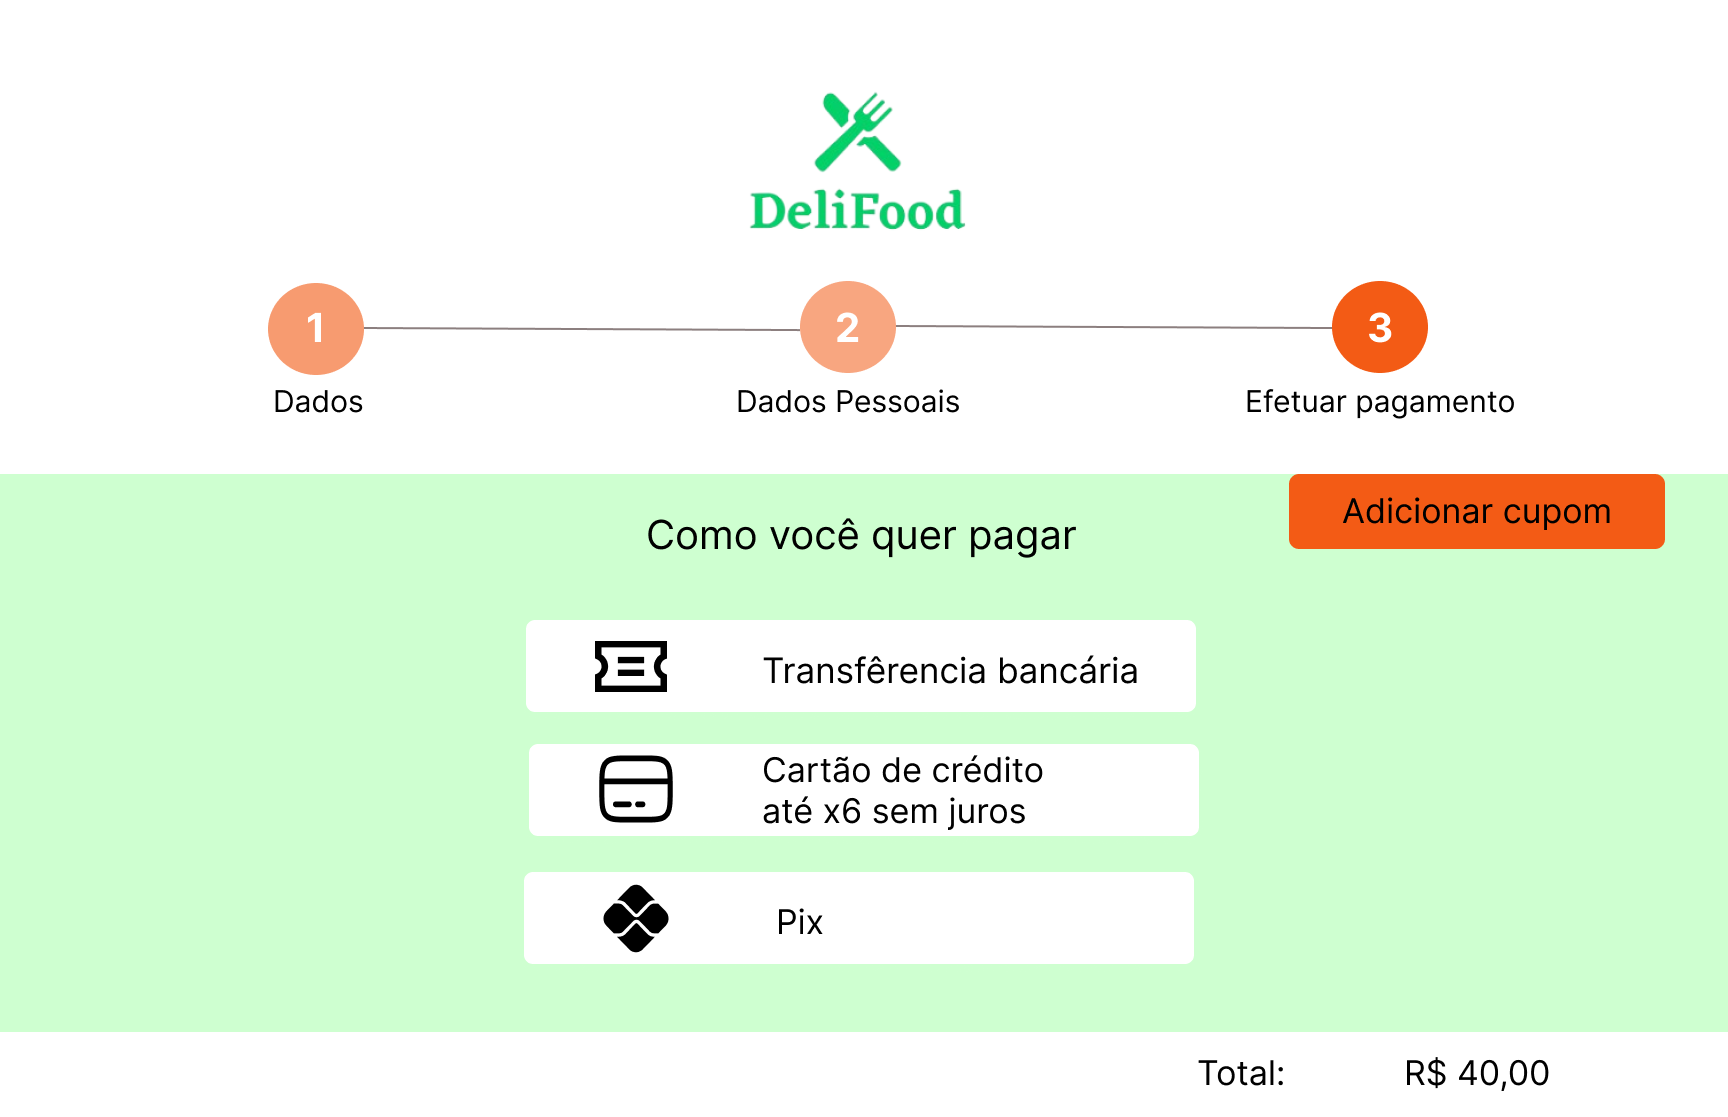 DeliFood
1
2
3
Dados
Dados Pessoais
Efetuar pagamento
Adicionar cupom
Como você quer pagar
Transfêrencia bancária
Cartão de crédito
até x6 sem juros
Pix
Total: R$ 40,00